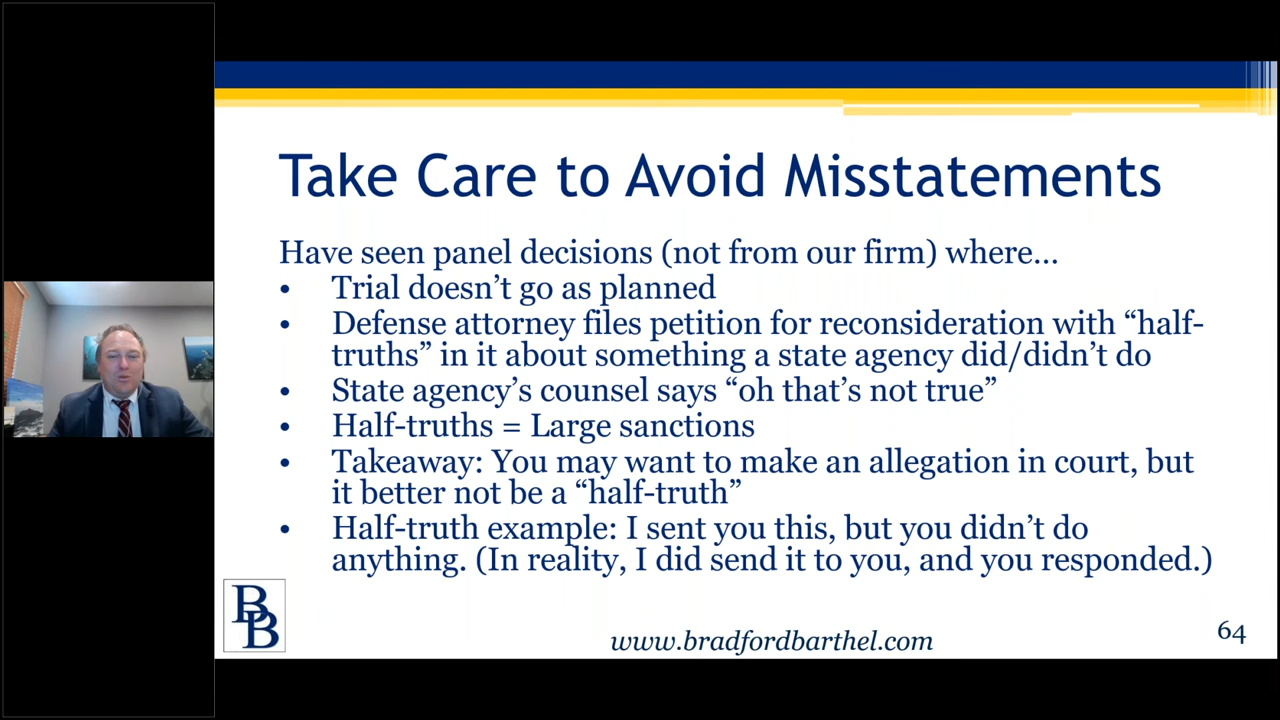 Take Care to Avoid Misstatements
Have seen panel decisions (not from our firm) where…
• Trial doesn’t go as planned
• Defense attorney files petition for reconsideration with “half-
truths” in it about something a state agency did/didn’t do
• State agency’s counsel says “oh that’s not true”
• Half-truths = Large sanctions
• Takeaway: You may want to make an allegation in court, but
it better not be a “half-truth”
• Half-truth example: I sent you this, but you didn’t do
anything. (In reality, I did send it to you, and you responded.)
BB
www.bradfordbarthel.com
64